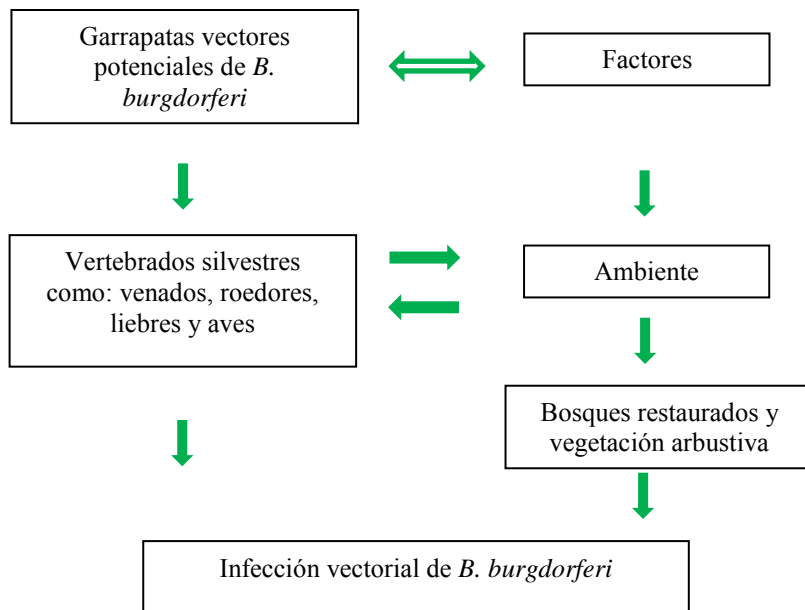 Garrapatas vectores
potenciales de B.
burgdorferi
Factores
Vertebrados silvestres
como: venados, roedores,
liebres y aves
Ambiente
Bosques restaurados y
vegetación arbustiva
Infección vectorial de B. burgdorferi